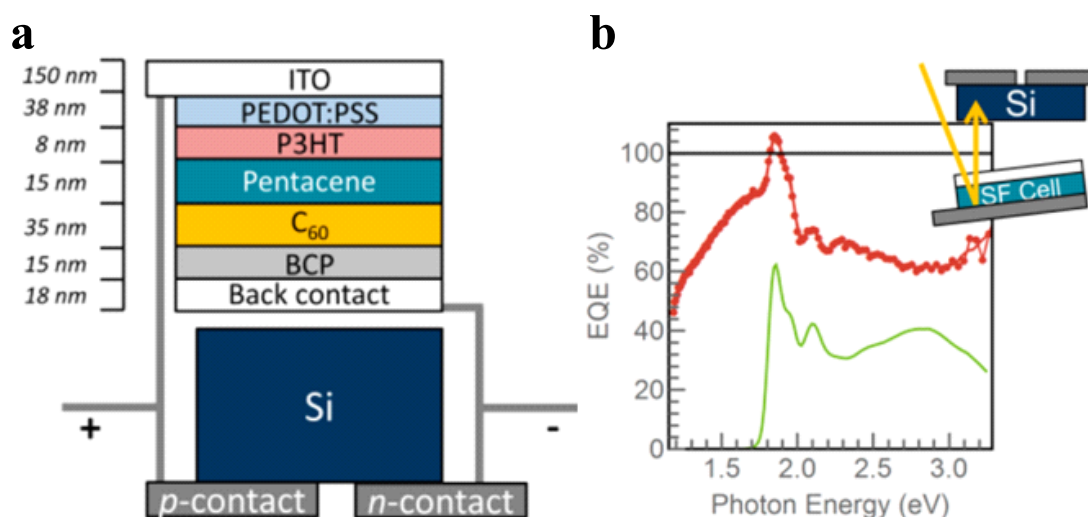 a
150 nm
38 nm
8 nm
15 nm
35 nm
15 nm
18 nm
ITO
PEDOT:PSS
P3HT
Pentacene
C60
BCP
Back contact
Si
+
-
p-contact
n-contact
b
Si
SF Cell
100
80
60
40
20
0
EQE (%)
1.5 2.0 2.5 3.0
Photon Energy (eV)